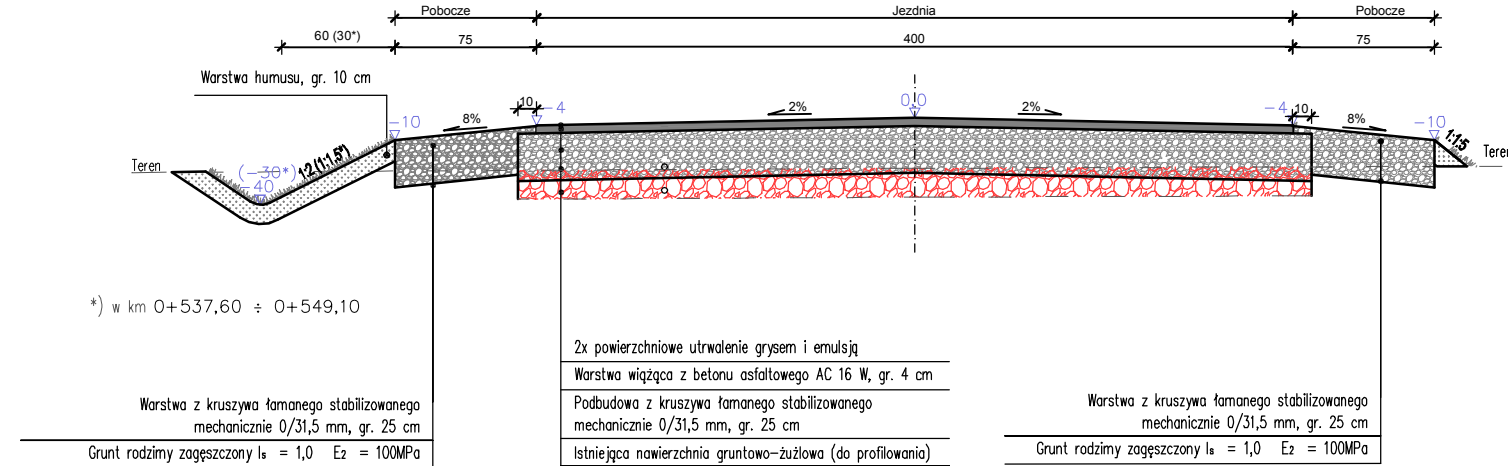 Pobocze
Jezdnia
Pobocze
60 (30*)
75
400
75
Warstwa humusu, gr. 10 cm
10
-4
0,0
-4
10
-10
8%
2%
2%
8%
-10
1:1,5
Teren
(-30*)
-40
1:2(1:1,5*)
Teren
*) w km 0+537,60 ÷ 0+549,10
2x powierzchniowe utrwalenie grysem i emulsją
Warstwa wiążąca z betonu asfaltowego AC 16 W, gr. 4 cm
Podbudowa z kruszywa łamanego stabilizowanego
mechanicznie 0/31,5 mm, gr. 25 cm
Istniejąca nawierzchnia gruntowo-żużlowa (do profilowania)
Warstwa z kruszywa łamanego stabilizowanego
mechanicznie 0/31,5 mm, gr. 25 cm
Grunt rodzimy zagęszczony Is = 1,0 E2 = 100MPa
Warstwa z kruszywa łamanego stabilizowanego
mechanicznie 0/31,5 mm, gr. 25 cm
Grunt rodzimy zagęszczony Is = 1,0 E2 = 100MPa